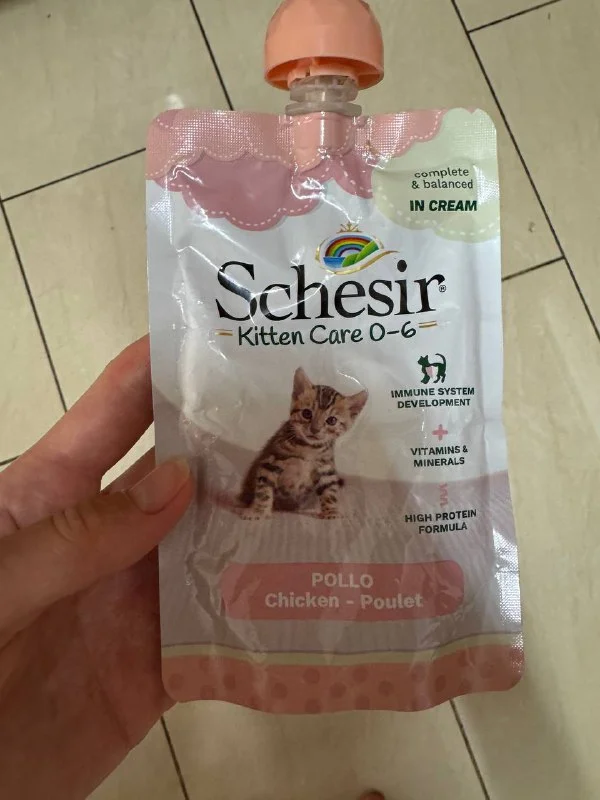 complete
& balanced
IN CREAM
Schesir®
Kitten Care 0-6
IMMUNE SYSTEM
DEVELOPMENT
+
VITAMINS &
MINERALS
HIGH PROTEIN
FORMULA
POLLO
Chicken - Poulet